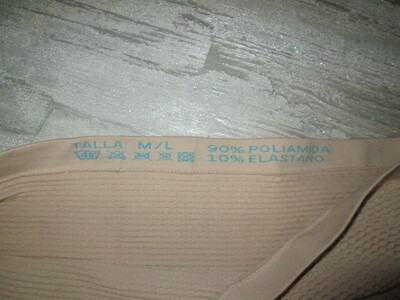 TALLA: M/L
90% POLIAMIDA
10% ELASTANO